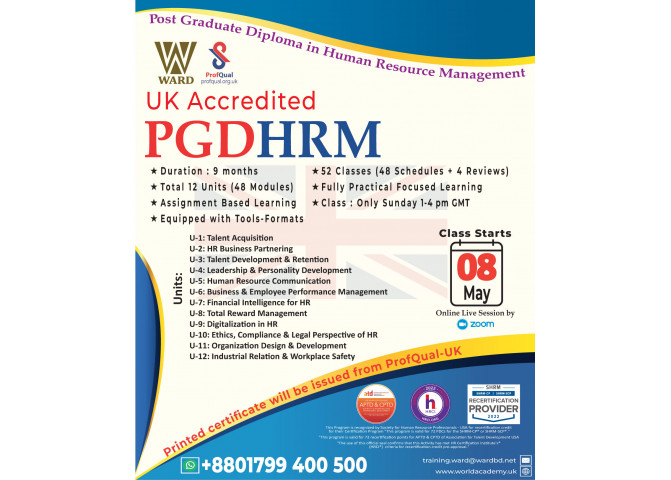 Post Graduate Diploma in Human Resource Management
WARD
ProfQual
profqual.org.uk
UK Accredited
PGDHRM
★ Duration : 9 months
★ 52 Classes (48 Schedules + 4 Reviews)
★ Total 12 Units (48 Modules)
★ Fully Practical Focused Learning
★ Assignment Based Learning
★ Class : Only Sunday 1-4 pm GMT
★ Equipped with Tools-Formats
Units:
U-1: Talent Acquisition
U-2: HR Business Partnering
U-3: Talent Development & Retention
U-4: Leadership & Personality Development
U-5: Human Resource Communication
U-6: Business & Employee Performance Management
U-7: Financial Intelligence for HR
U-8: Total Reward Management
U-9: Digitalization in HR
U-10: Ethics, Compliance & Legal Perspective of HR
U-11: Organization Design & Development
U-12: Industrial Relation & Workplace Safety
Class Starts
08
May
Online Live Session by
zoom
Printed certificate will be issued from ProfQual-UK
atd
APTD & CPTD
2022
HRCI
SHRM
SHRM-CP | SHRM-SCP
RECERTIFICATION
PROVIDER
2022
+8801799 400 500
training.ward@wardbd.net
www.worldacademy.uk